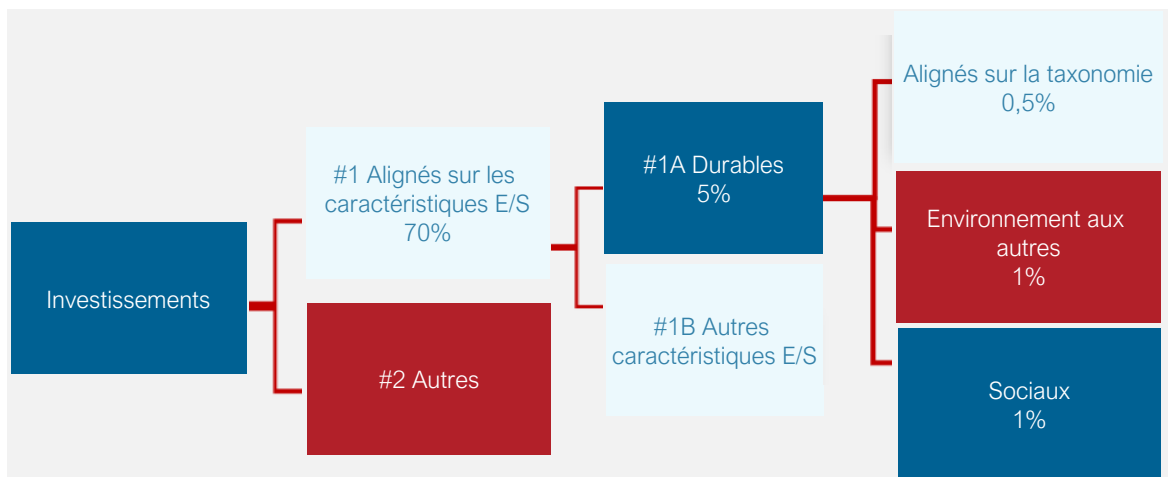 Investissements
#1 Alignés sur les
caractéristiques E/S
70%
#2 Autres
#1A Durables
5%
#1B Autres
caractéristiques E/S
Alignés sur la taxonomie
0,5%
Environnement aux
autres
1%
Sociaux
1%